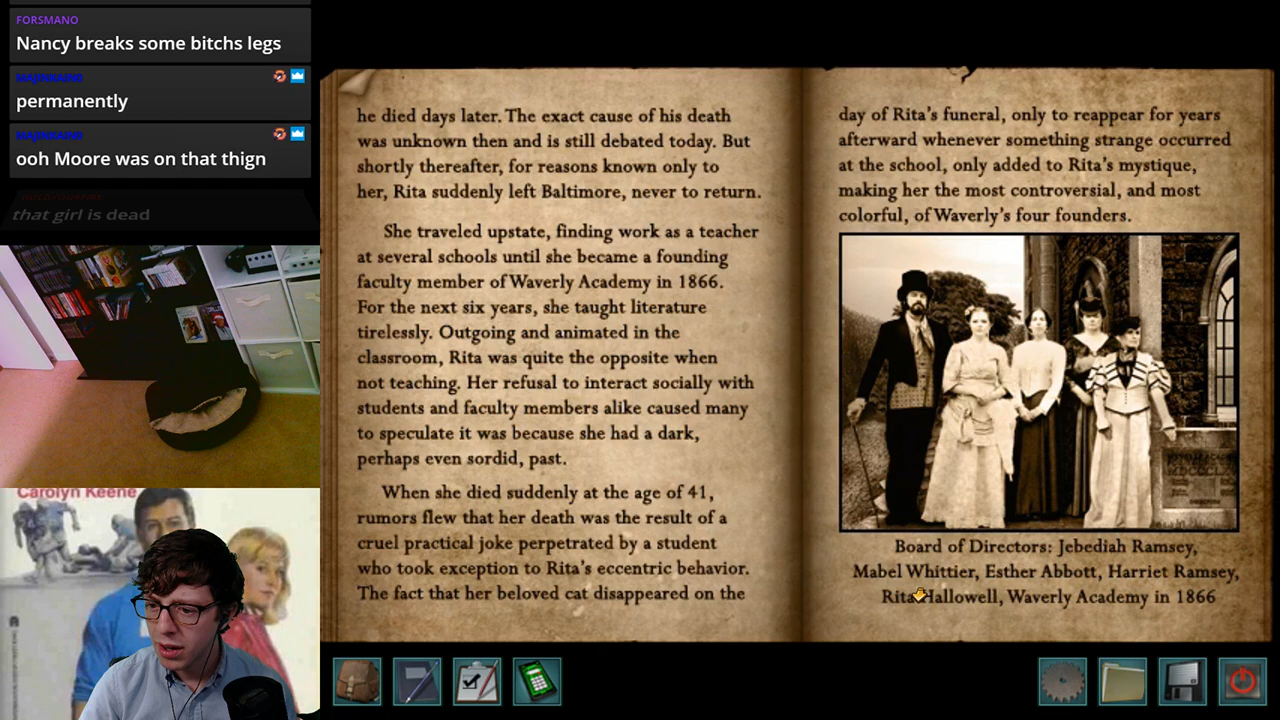 FORSMANO
Nancy breaks some bitchs legs
permanently
ooh Moore was on that thign
that girl is dead
Carolyn Keene
he died days later. The exact cause of his death
was unknown then and is still debated today. But
shortly thereafter, for reasons known only to
her, Rita suddenly left Baltimore, never to return.
She traveled upstate, finding work as a teacher
at several schools until she became a founding
faculty member of Waverly Academy in 1866.
For the next six years, she taught literature
tirelessly. Outgoing and animated in the
classroom, Rita was quite the opposite when
not teaching. Her refusal to interact socially with
students and faculty members alike caused many
to speculate it was because she had a dark,
perhaps even sordid, past.
When she died suddenly at the age of 41,
rumors flew that her death was the result of a
cruel practical joke perpetrated by a student
who took exception to Rita's eccentric behavior.
The fact that her beloved cat disappeared on the
day of Rita's funeral, only to reappear for years
afterward whenever something strange occurred
at the school, only added to Rita's mystique,
making her the most controversial, and most
colorful, of Waverly's four founders.
Board of Directors: Jebediah Ramsey,
Mabel Whittier, Esther Abbott, Harriet Ramsey,
Rita Hallowell, Waverly Academy in 1866